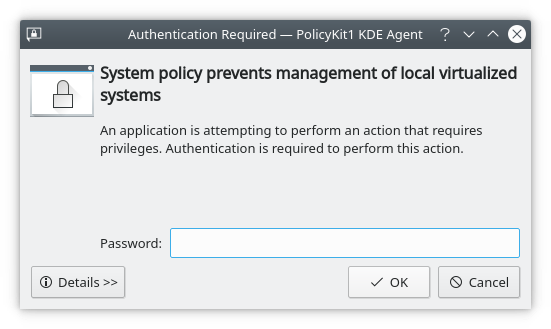 Authentication Required — PolicyKit1 KDE Agent
System policy prevents management of local virtualized
systems
An application is attempting to perform an action that requires
privileges. Authentication is required to perform this action.
Password:
Details >>
OK
Cancel